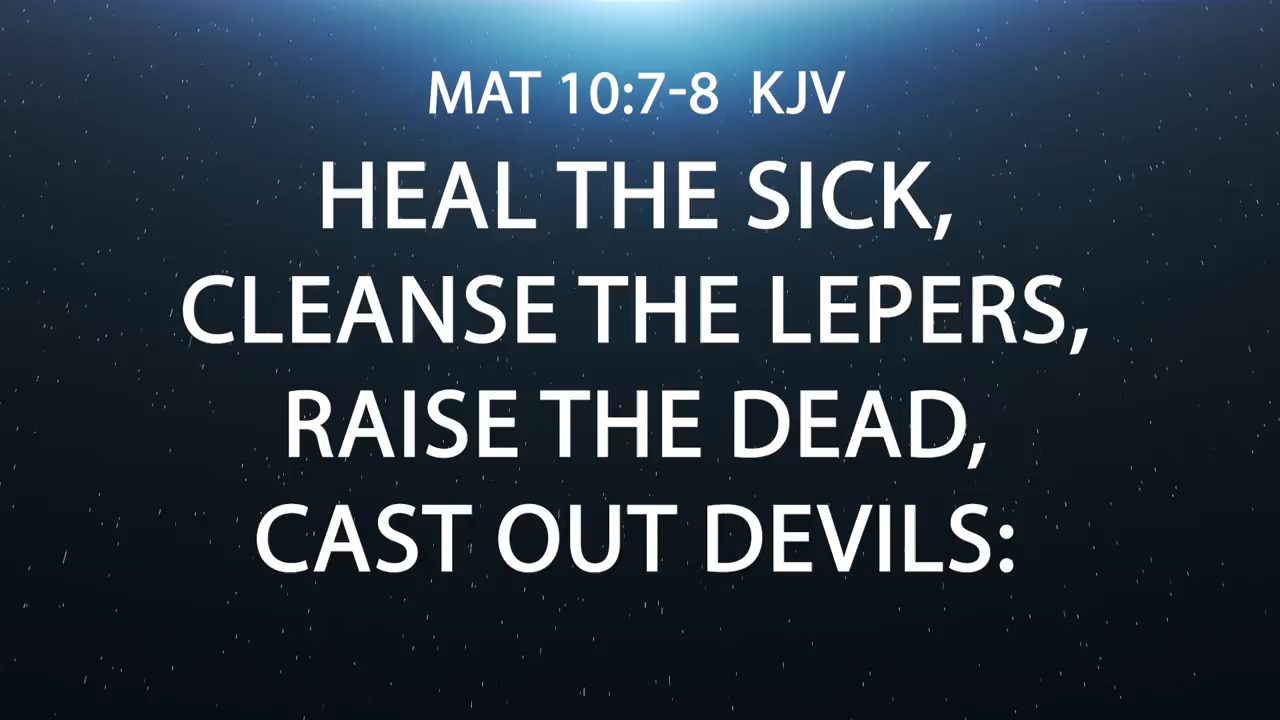 MAT 10:7-8 KJV
HEAL THE SICK,
CLEANSE THE LEPERS,
RAISE THE DEAD,
CAST OUT DEVILS: